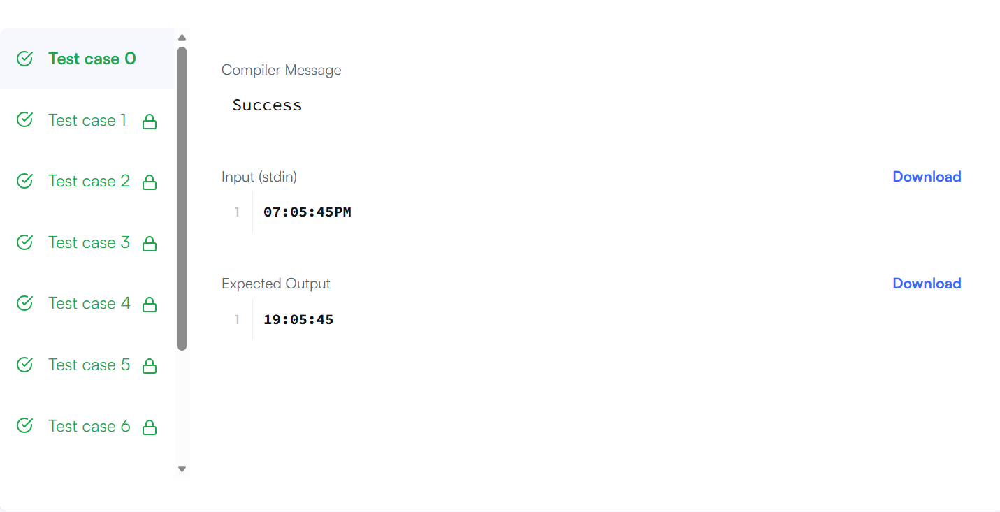 Test case 0
Test case 1
Test case 2
Test case 3
Test case 4
Test case 5
Test case 6
Compiler Message
Success
Input (stdin)
Download
1
07:05:45PM
Expected Output
Download
1
19:05:45